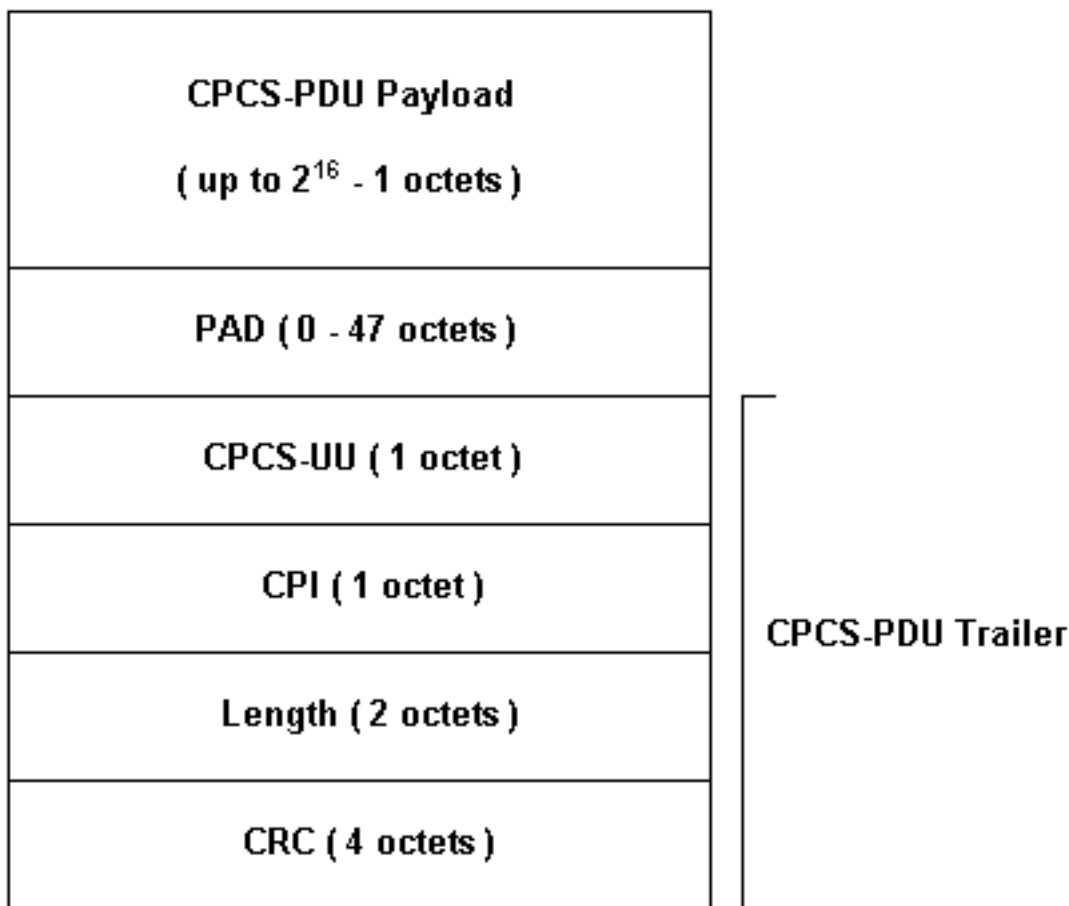 CPCS-PDU Payload
( up to 2¹⁶ - 1 octets )
PAD ( 0 - 47 octets )
CPCS-UU ( 1 octet )
CPI ( 1 octet )
Length ( 2 octets )
CRC ( 4 octets )
CPCS-PDU Trailer